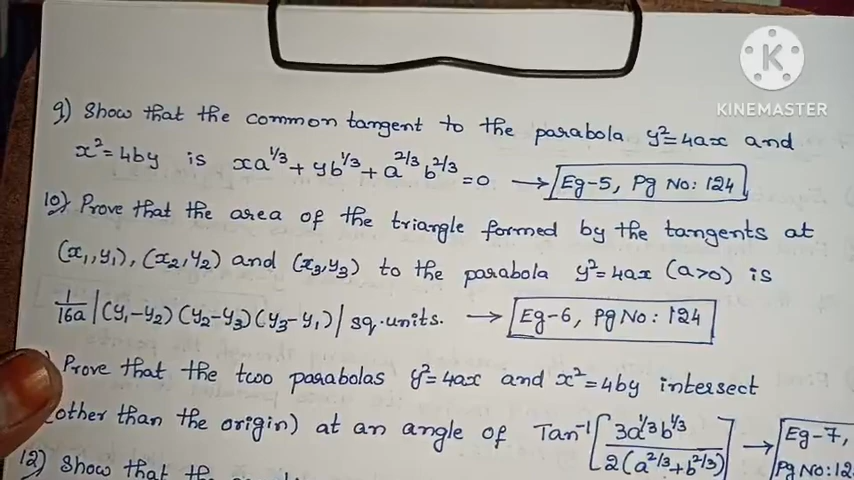 K
KINEMASTER
9) Show that the common tangent to the parabola y²=4ax and
x²=4by is xa^1/3+yb^1/3+a^2/3 b^2/3=0 → Eg-5, Pg No: 124
10) Prove that the area of the triangle formed by the tangents at
(x₁,y₁), (x₂,y₂) and (x₃,y₃) to the parabola y²=4ax (a>0) is
1/16a |(y₁-y₂)(y₂-y₃)(y₃-y₁)| sq.units. → Eg-6, Pg No: 124
Prove that the two parabolas y²=4ax and x²=4by intersect
(other than the origin) at an angle of Tan⁻¹[3a^1/3 b^1/3 / 2(a^2/3+b^2/3)] → Eg-7,
Pg No: 12
12) Show that the